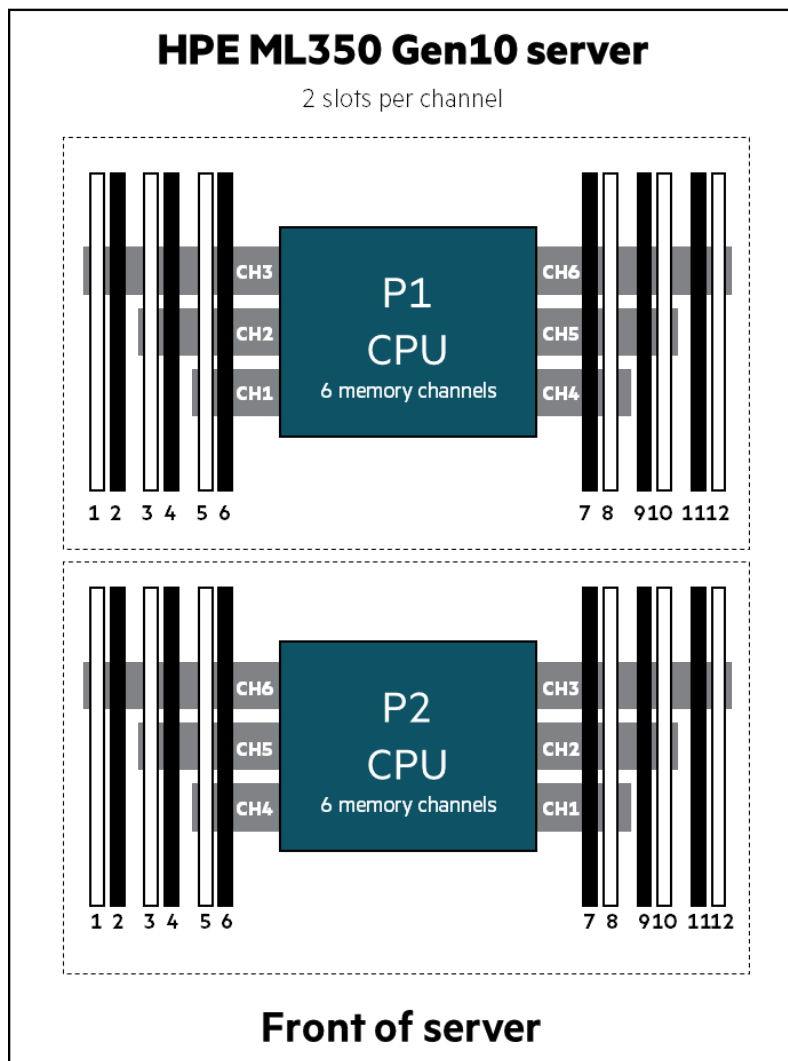 HPE ML350 Gen10 server
2 slots per channel
CH3
CH2
CH1
P1
CPU
6 memory channels
CH6
CH5
CH4
1 2 3 4 5 6
7 8 9 10 11 12
CH6
CH5
CH4
P2
CPU
6 memory channels
CH3
CH2
CH1
1 2 3 4 5 6
7 8 9 10 11 12
Front of server